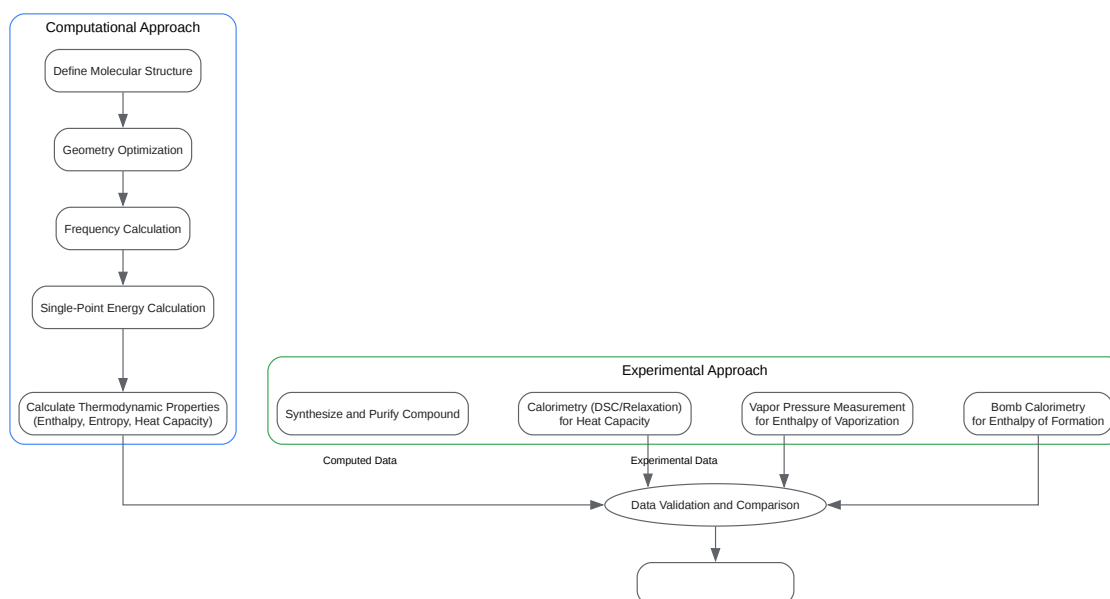 Computational Approach
Define Molecular Structure
Geometry Optimization
Frequency Calculation
Single-Point Energy Calculation
Calculate Thermodynamic Properties
(Enthalpy, Entropy, Heat Capacity)
Experimental Approach
Synthesize and Purify Compound
Calorimetry (DSC/Relaxation)
for Heat Capacity
Vapor Pressure Measurement
for Enthalpy of Vaporization
Bomb Calorimetry
for Enthalpy of Formation
Computed Data
Experimental Data
Data Validation and Comparison